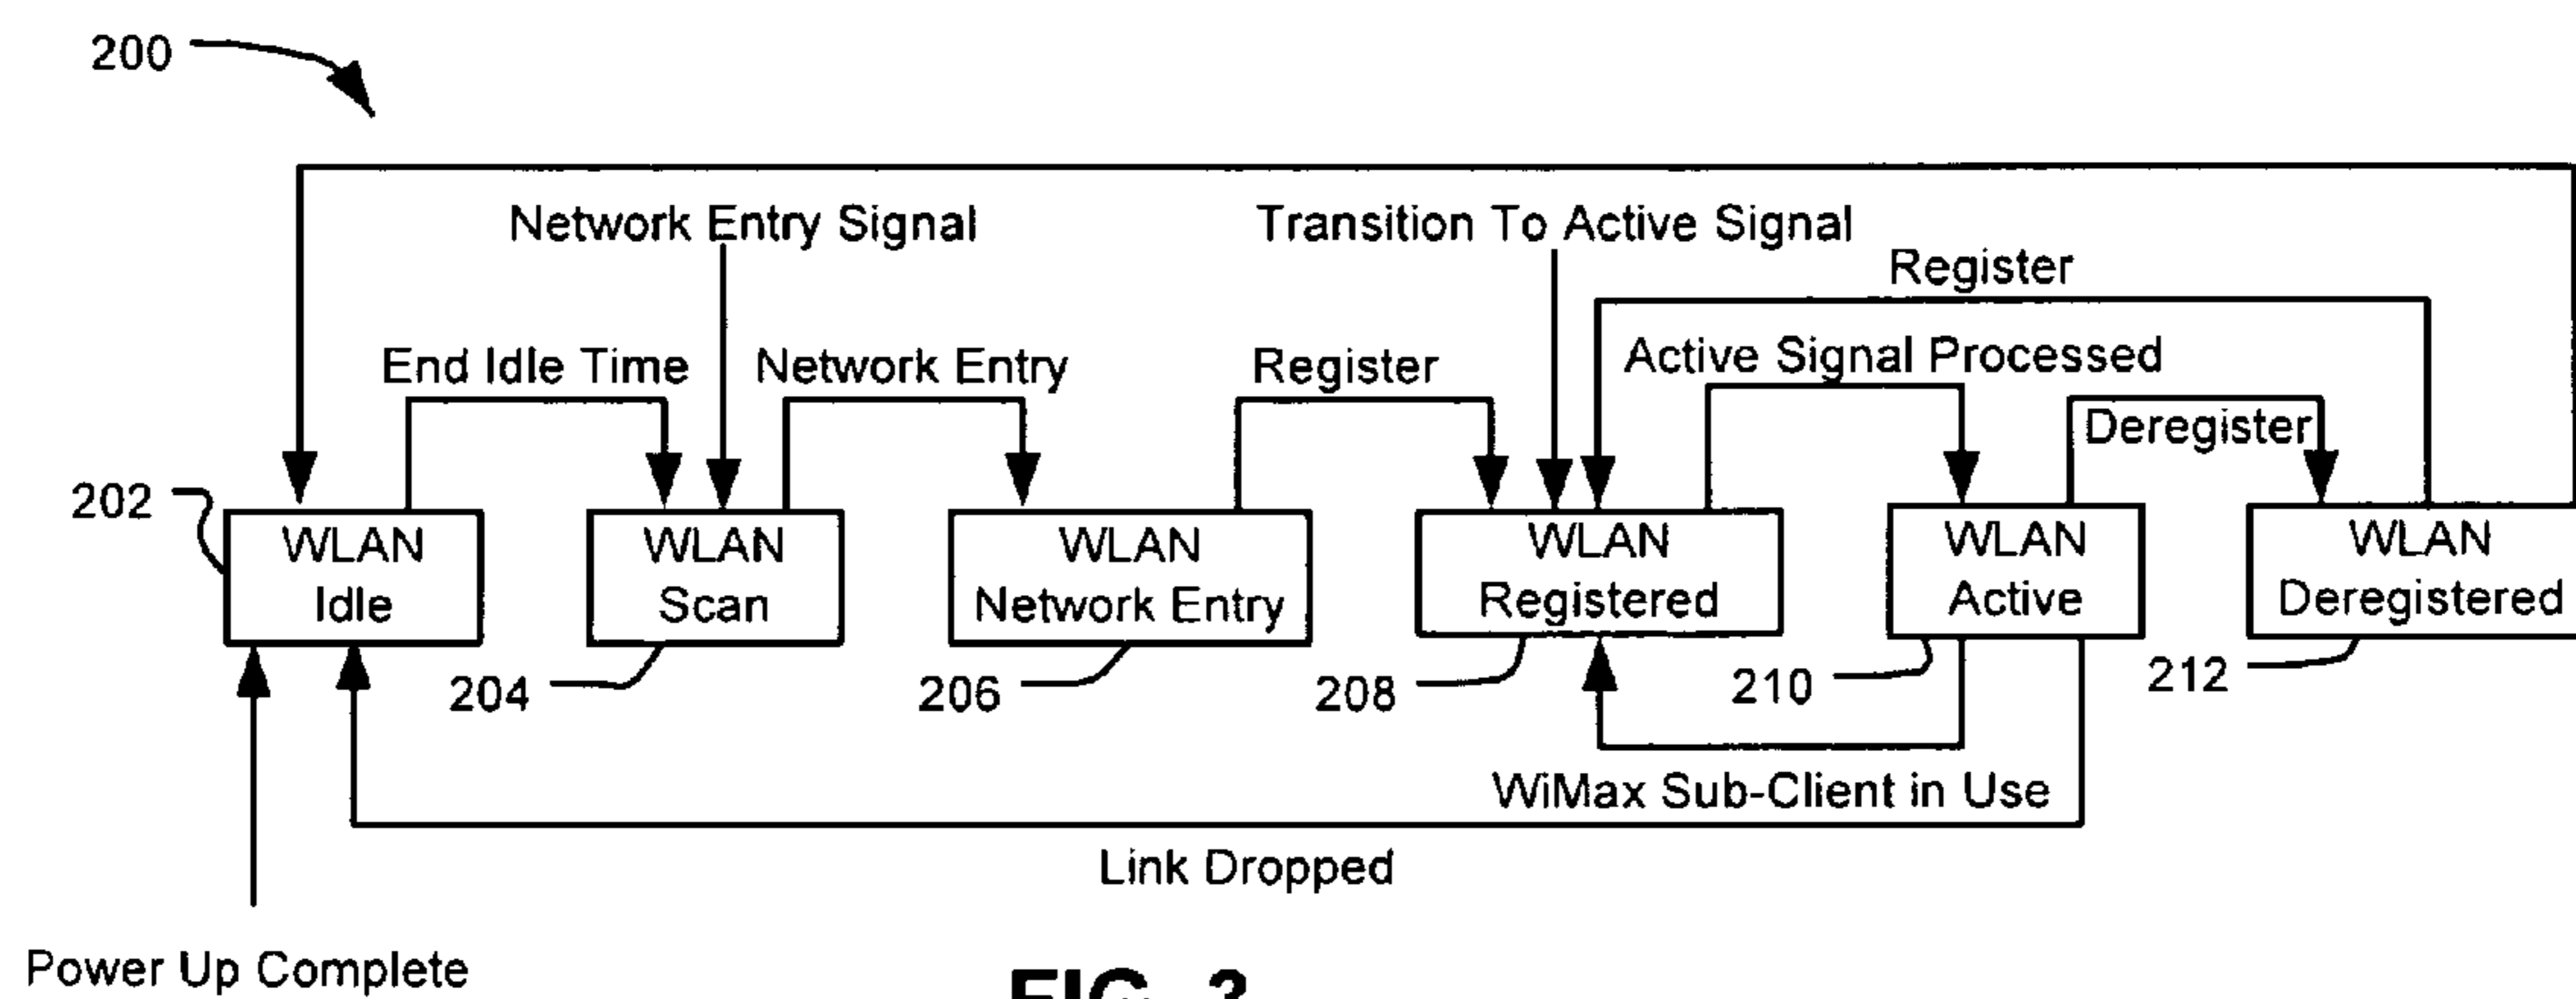 200
Network Entry Signal
Transition To Active Signal
Register
End Idle Time
Network Entry
Register
Active Signal Processed
Deregister
202
WLAN
Idle
WLAN
Scan
WLAN
Network Entry
WLAN
Registered
WLAN
Active
WLAN
Deregistered
204
206
208
210
212
WiMax Sub-Client in Use
Link Dropped
Power Up Complete
FIG. 3